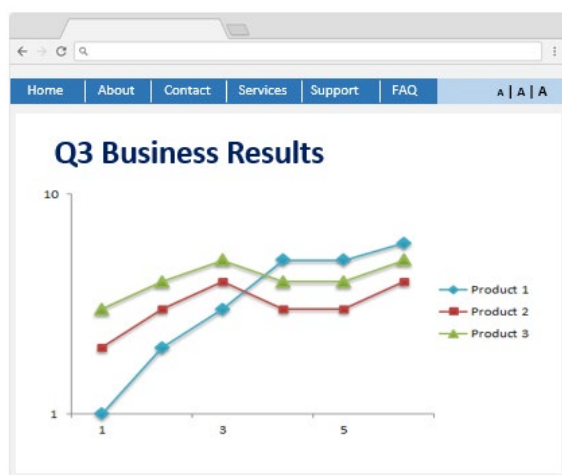 Home About Contact Services Support FAQ A | A | A
Q3 Business Results
10
1
1 3 5
Product 1
Product 2
Product 3